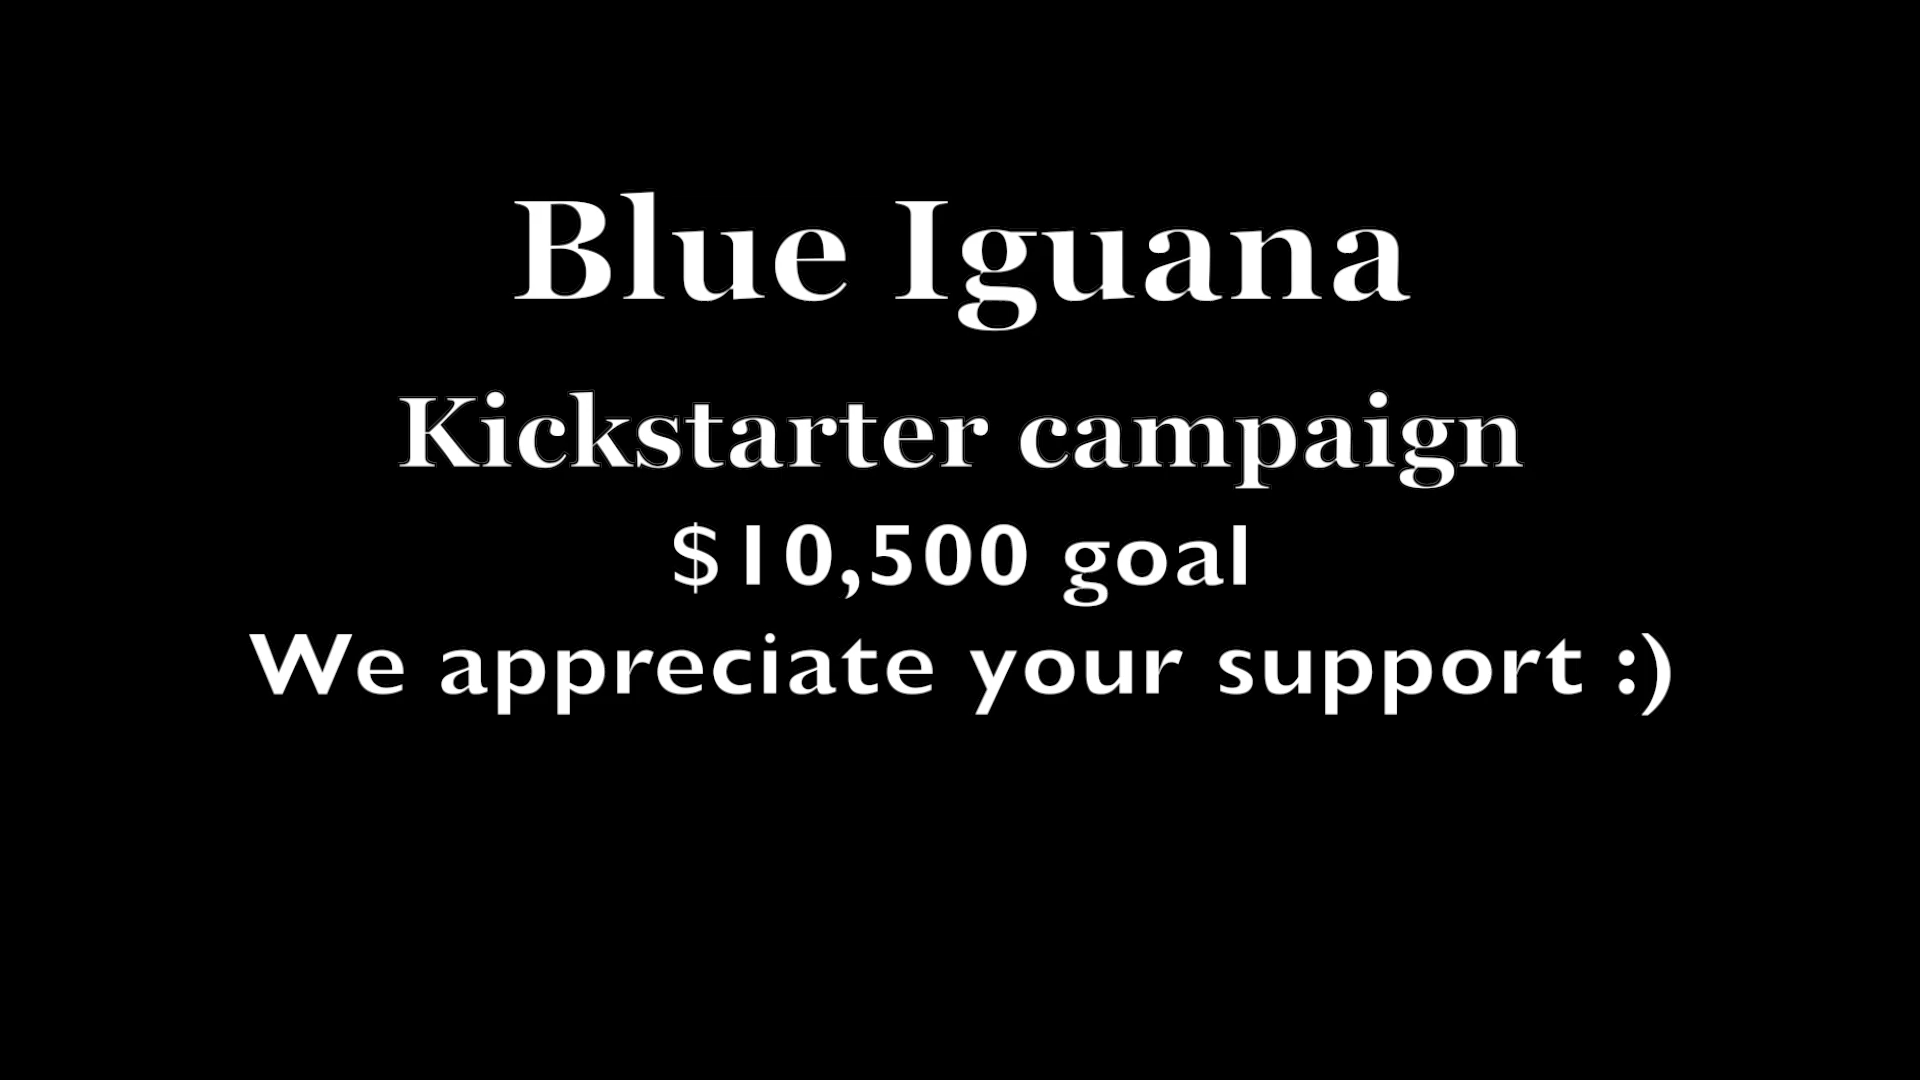 Blue Iguana
Kickstarter campaign
$10,500 goal
We appreciate your support :)